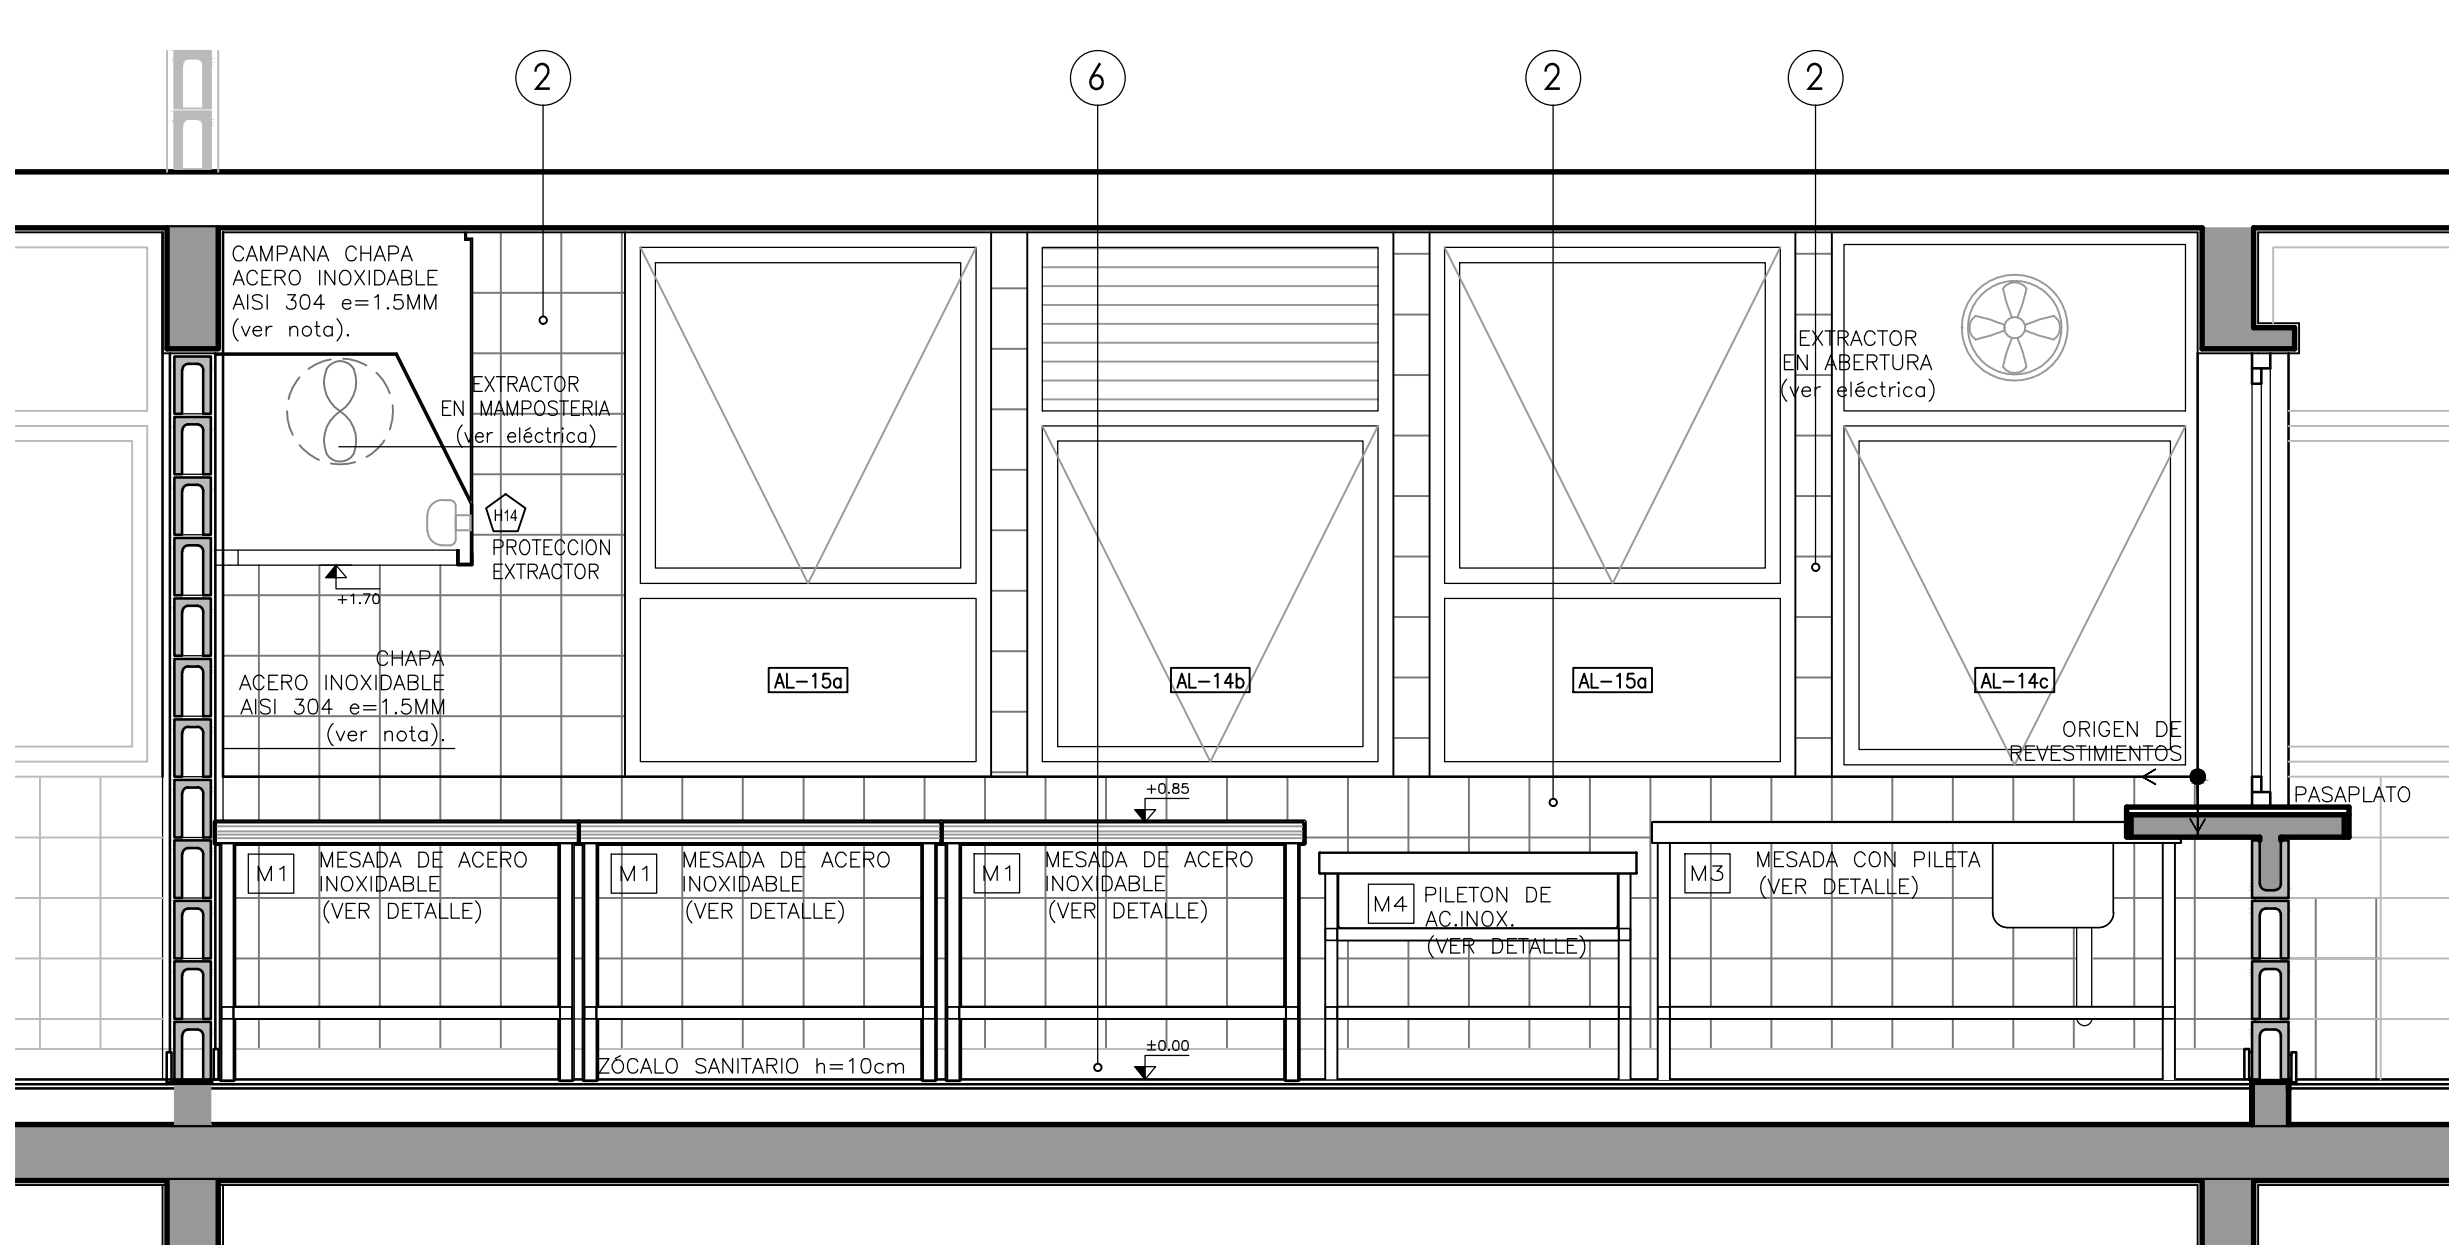 2
6
2
2
CAMPANA CHAPA
ACERO INOXIDABLE
AISI 304 e=1.5MM
(ver nota).
EXTRACTOR
EN MAMPOSTERIA
(ver eléctrica)
EXTRACTOR
EN ABERTURA
(ver eléctrica)
H14
PROTECCION
EXTRACTOR
+1.70
CHAPA
ACERO INOXIDABLE
AISI 304 e=1.5MM
(ver nota).
AL-15a
AL-14b
AL-15a
AL-14c
ORIGEN DE
REVESTIMIENTOS
+0.85
PASAPLATO
M1
MESADA DE ACERO
INOXIDABLE
(VER DETALLE)
M1
MESADA DE ACERO
INOXIDABLE
(VER DETALLE)
M1
MESADA DE ACERO
INOXIDABLE
(VER DETALLE)
M4
PILETON DE
AC.INOX.
(VER DETALLE)
M3
MESADA CON PILETA
(VER DETALLE)
±0.00
ZÓCALO SANITARIO h=10cm